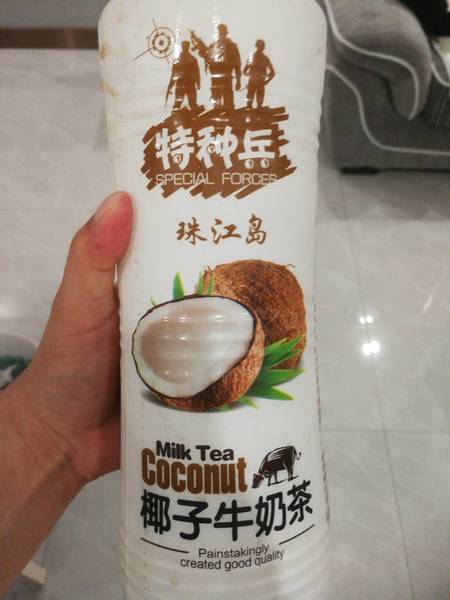 特种兵
SPECIAL FORCES
珠江岛
Milk Tea
Coconut
椰子牛奶茶
Painstakingly
created good quality